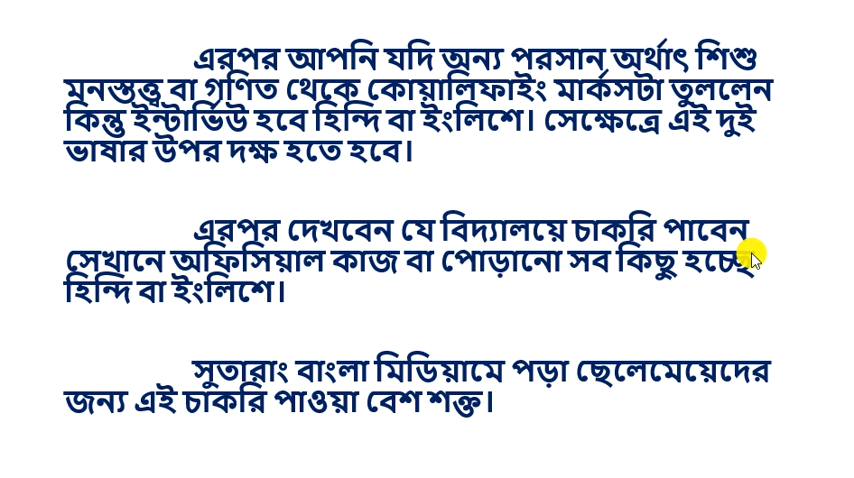 এরপর আপনি যদি অন্য পরসান অর্থাৎ শিশু
মনস্তত্ত্ব বা গণিত থেকে কোয়ালিফাইং মার্কসটা তুললেন
কিন্তু ইন্টার্ভিউ হবে হিন্দি বা ইংলিশে। সেক্ষেত্রে এই দুই
ভাষার উপর দক্ষ হতে হবে।
এরপর দেখবেন যে বিদ্যালয়ে চাকরি পাবেন
সেখানে অফিসিয়াল কাজ বা পোড়ানো সব কিছু হচ্ছে
হিন্দি বা ইংলিশে।
সুতারাং বাংলা মিডিয়ামে পড়া ছেলেমেয়েদের
জন্য এই চাকরি পাওয়া বেশ শক্ত।